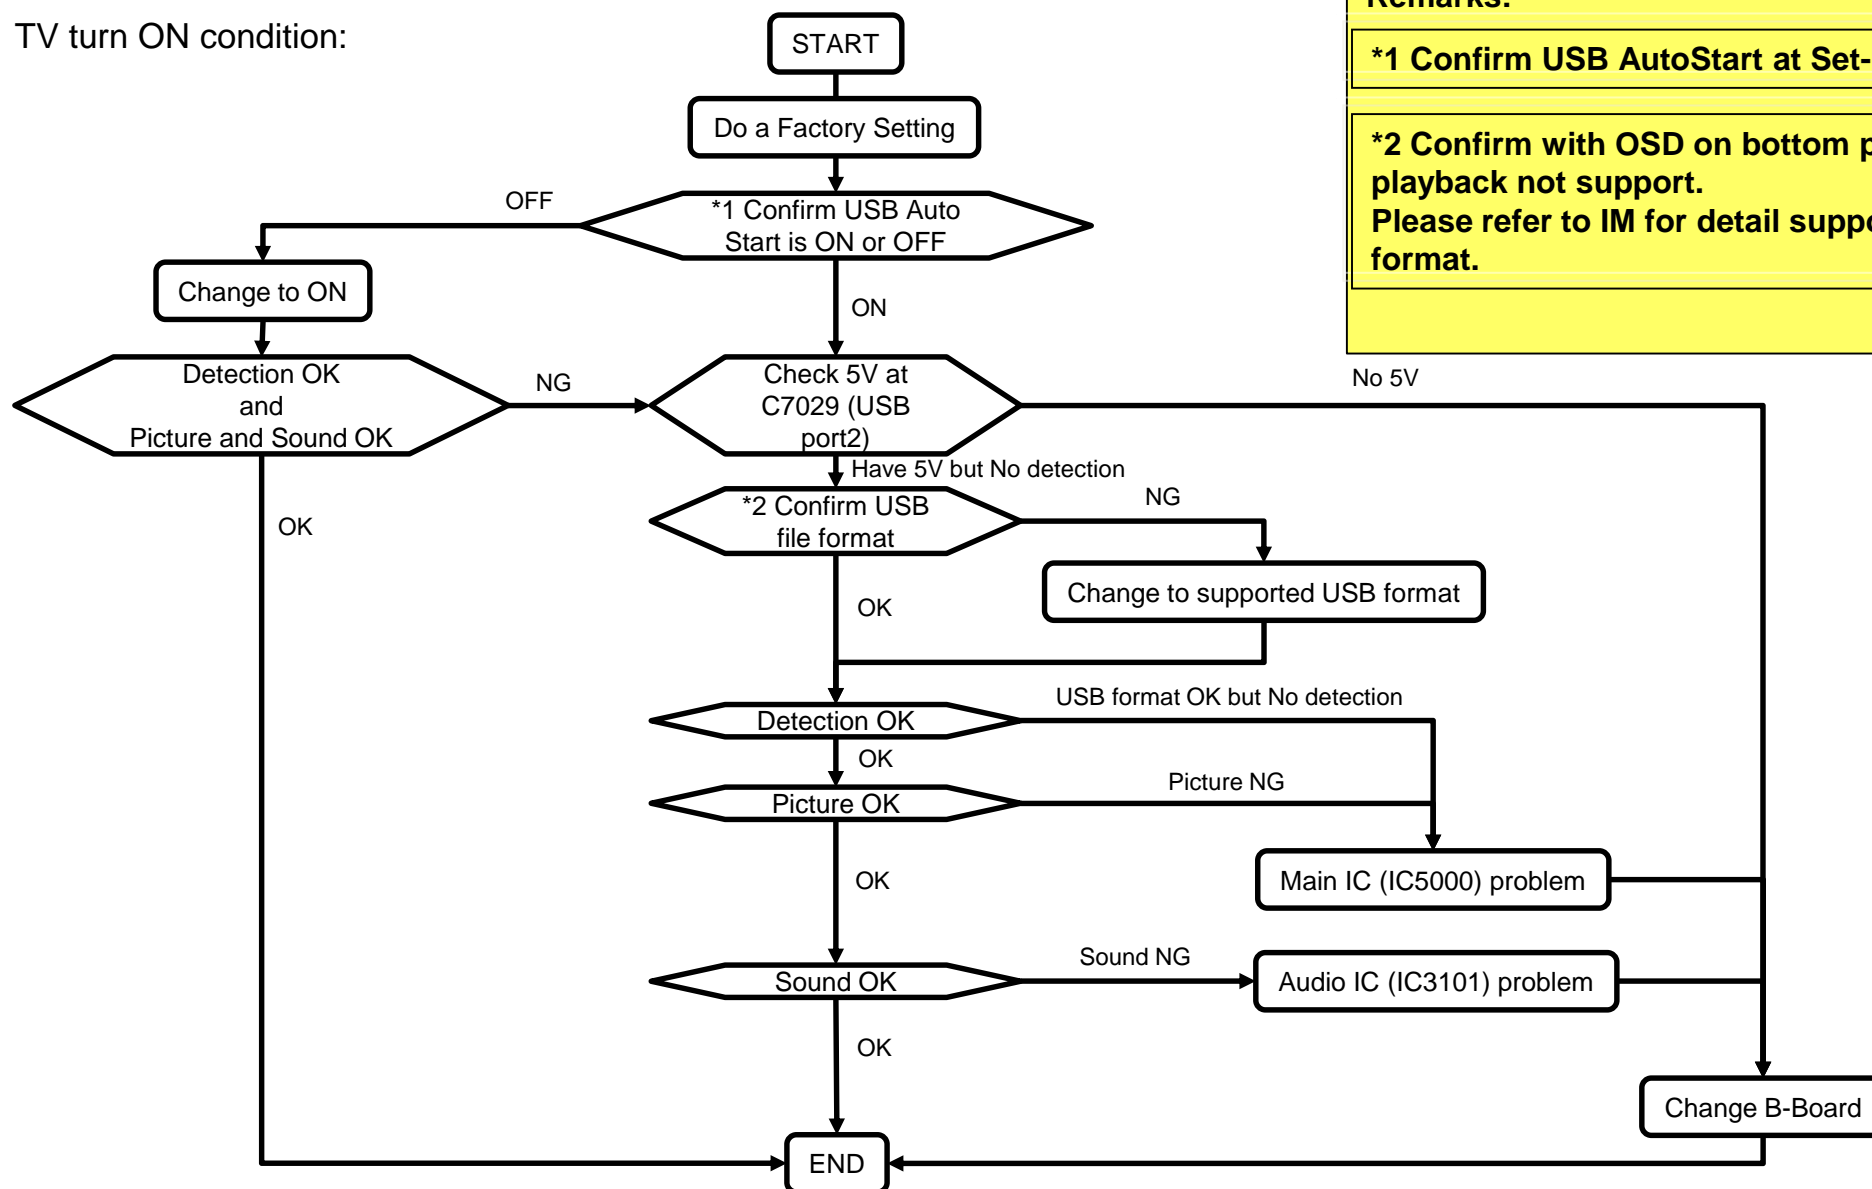 TV turn ON condition:
START
Remarks:
*1 Confirm USB AutoStart at Set-
*2 Confirm with OSD on bottom
playback not support.
Please refer to IM for detail
format.
Do a Factory Setting
OFF
*1 Confirm USB Auto
Start is ON or OFF
Change to ON
ON
Detection OK
and
Picture and Sound OK
NG
Check 5V at
C7029 (USB
port2)
No 5V
Have 5V but No detection
OK
*2 Confirm USB
file format
NG
Change to supported USB format
OK
USB format OK but No detection
Detection OK
OK
Picture NG
Picture OK
OK
Main IC (IC5000) problem
Sound NG
Sound OK
Audio IC (IC3101) problem
OK
Change B-Board
END